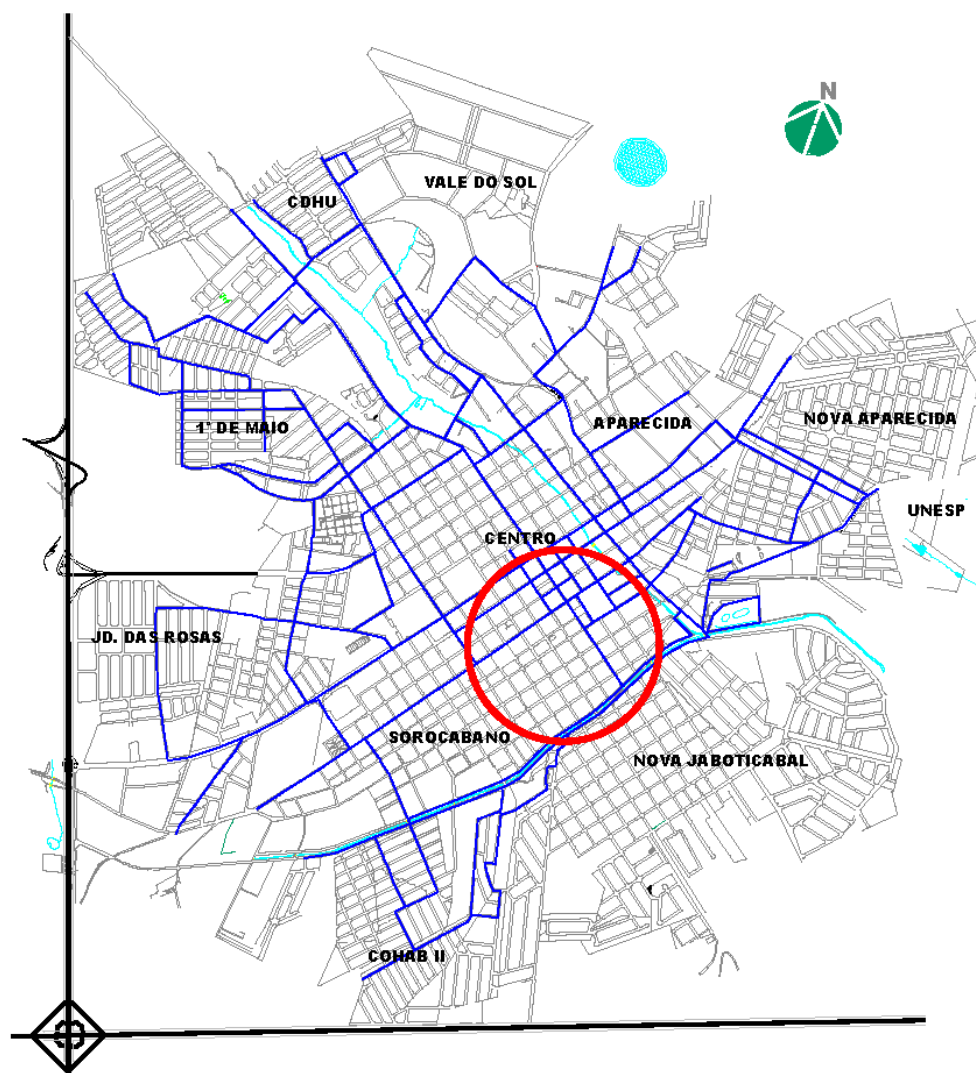 N
VALE DO SOL
CDHU
APARECIDA
NOVA APARECIDA
1° DE MAIO
UNESP
CENTRO
JD. DAS ROSAS
SOROCABANO
NOVA JABOTICABAL
COHAB II